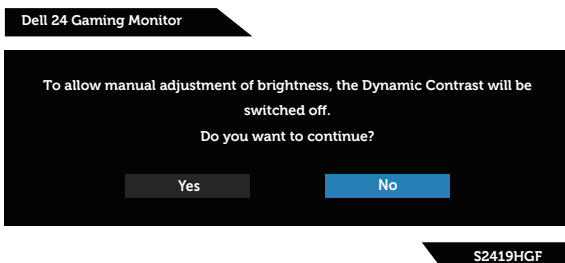 Dell 24 Gaming Monitor
To allow manual adjustment of brightness, the Dynamic Contrast will be
switched off.
Do you want to continue?
Yes
No
S2419HGF